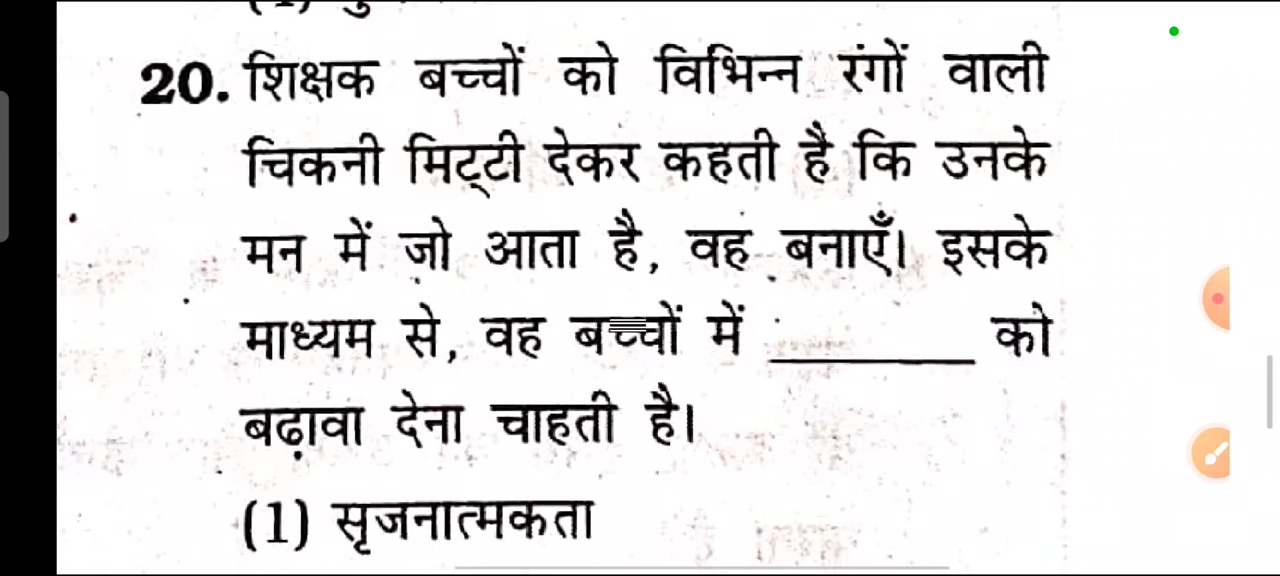 20. शिक्षक बच्चों को विभिन्न रंगों वाली
चिकनी मिट्टी देकर कहती है कि उनके
मन में जो आता है, वह बनाएँ। इसके
माध्यम से, वह बच्चों में ________ को
बढ़ावा देना चाहती है।
(1) सृजनात्मकता